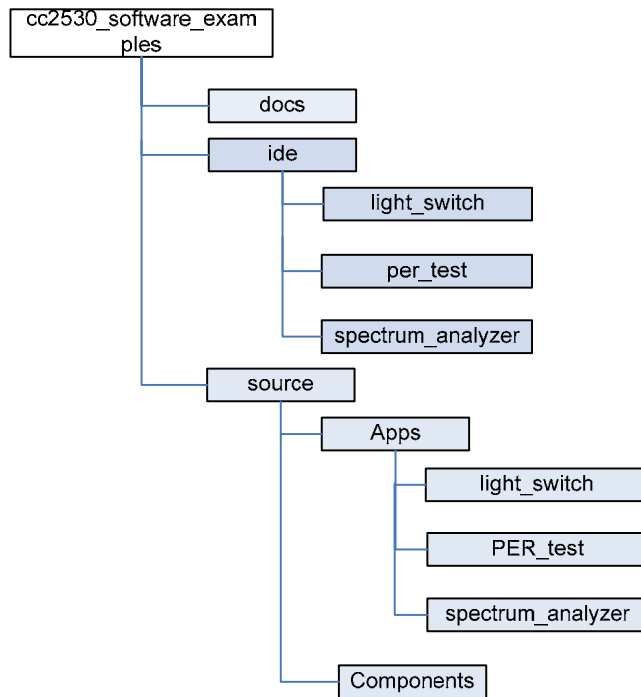 cc2530_software_exam
ples
docs
ide
light_switch
per_test
spectrum_analyzer
source
Apps
light_switch
PER_test
spectrum_analyzer
Components